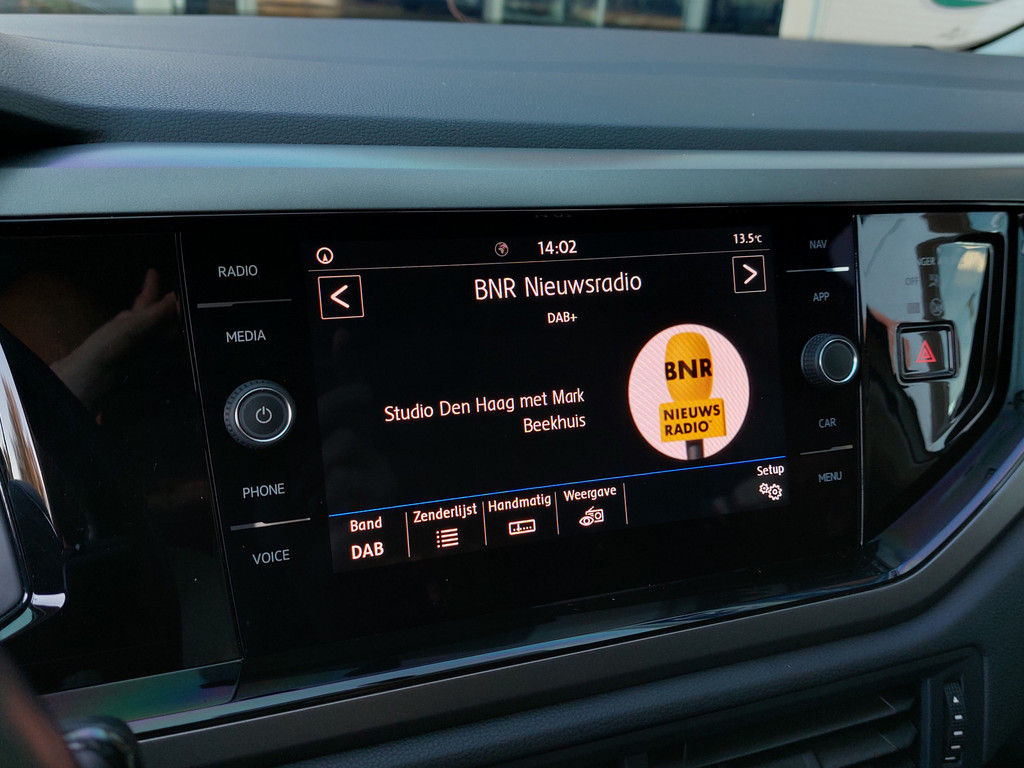 RADIO
MEDIA
PHONE
VOICE
14:02
13.5°C
<
BNR Nieuwsradio
>
DAB+
Studio Den Haag met Mark
Beekhuis
BNR
NIEUWS
RADIO
Setup
Band
DAB
Zenderlijst
Handmatig
Weergave
NAV
APP
CAR
MENU
OFF